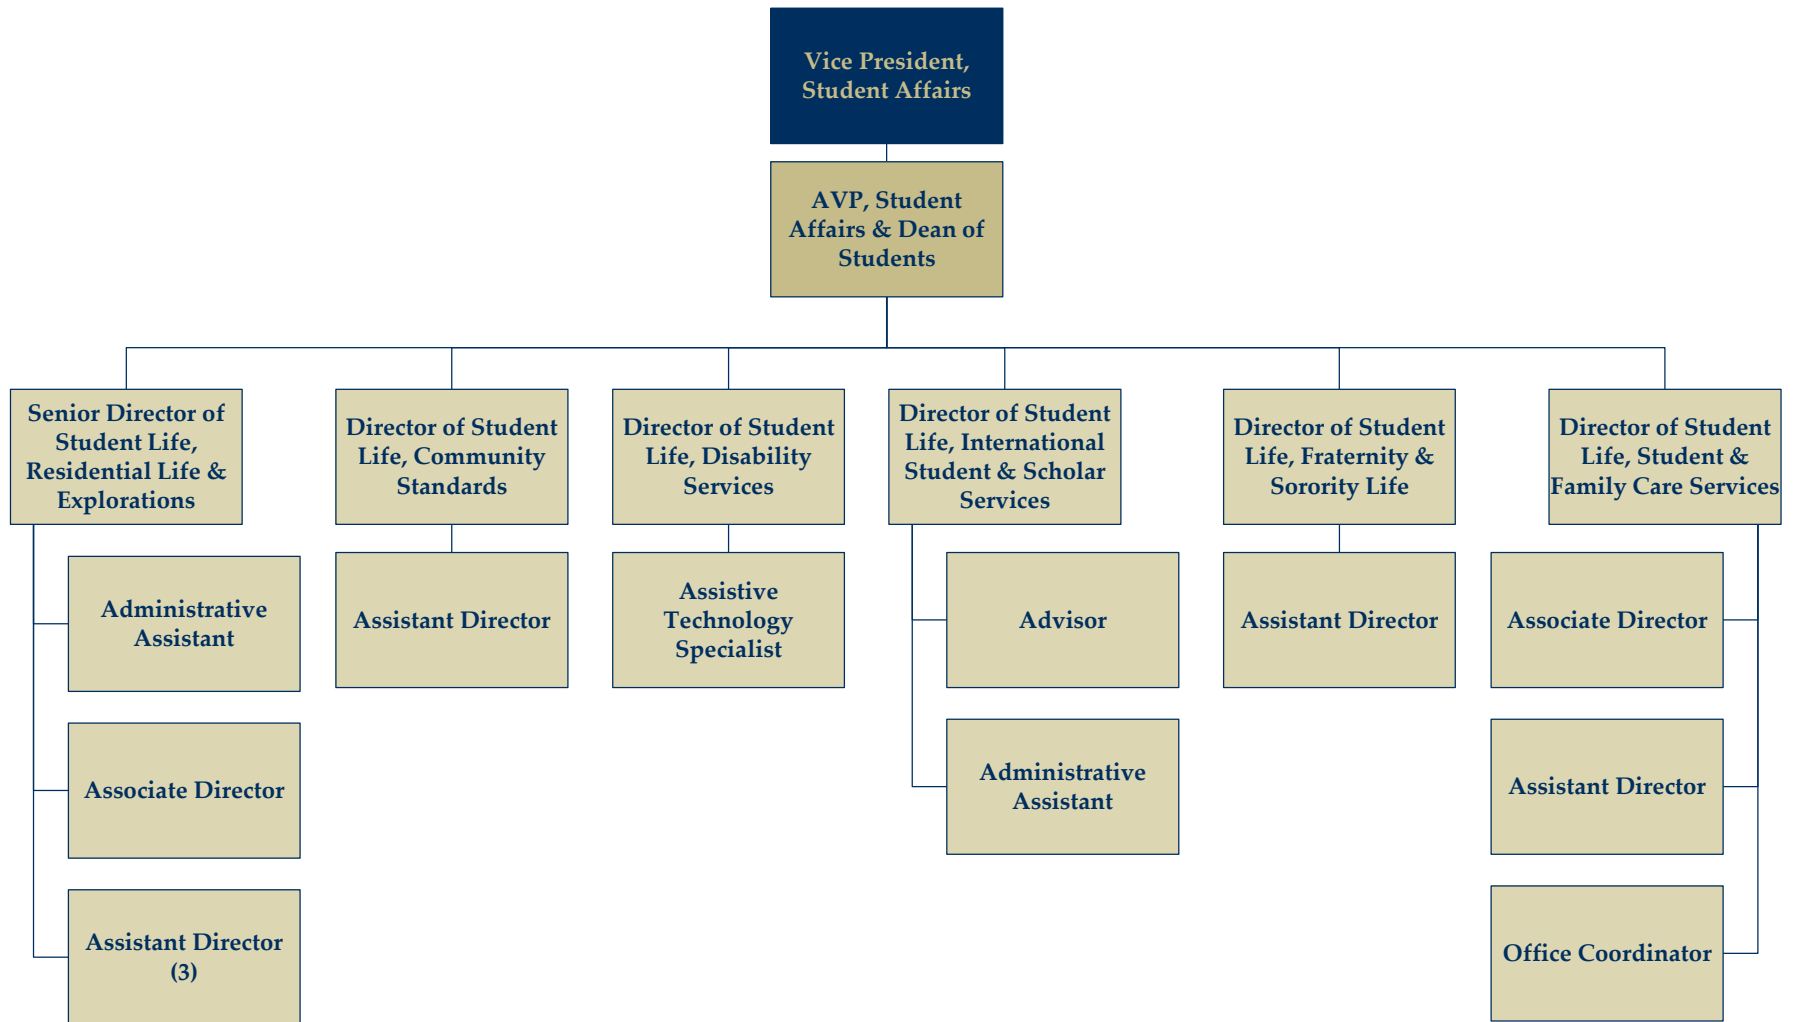 Vice President,
Student Affairs
AVP, Student
Affairs & Dean of
Students
Senior Director of
Student Life,
Residential Life &
Explorations
Director of Student
Life, Community
Standards
Director of Student
Life, Disability
Services
Director of Student
Life, International
Student & Scholar
Services
Director of Student
Life, Fraternity &
Sorority Life
Director of Student
Life, Student &
Family Care Services
Administrative
Assistant
Assistant Director
Assistive
Technology
Specialist
Advisor
Assistant Director
Associate Director
Associate Director
Administrative
Assistant
Assistant Director
Assistant Director
(3)
Office Coordinator